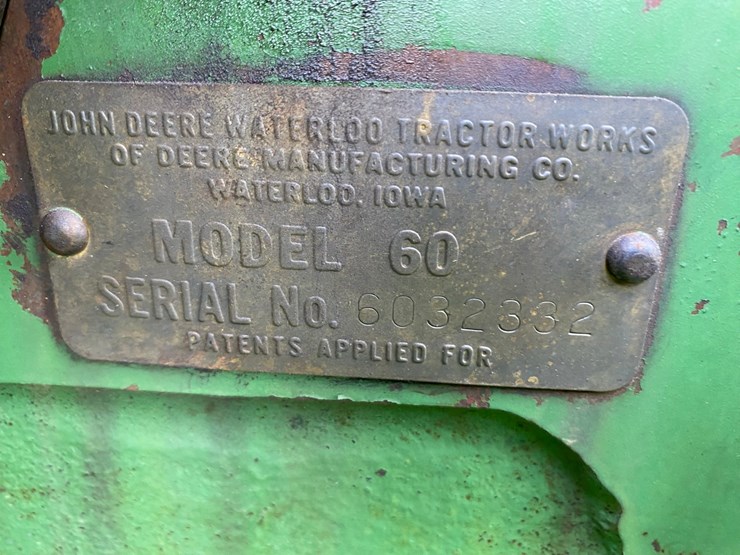 JOHN DEERE WATERLOO TRACTOR WORKS
OF DEERE MANUFACTURING CO.
WATERLOO, IOWA
MODEL 60
SERIAL No. 6032332
PATENTS APPLIED FOR